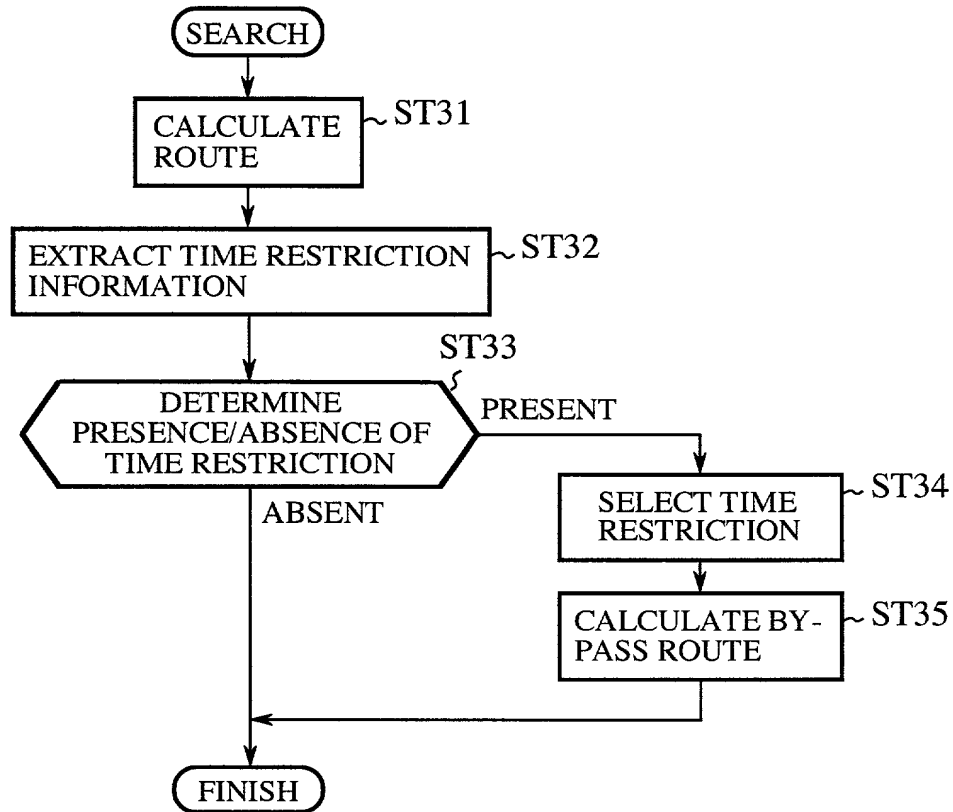 SEARCH
CALCULATE
ROUTE
ST31
EXTRACT TIME RESTRICTION
INFORMATION
ST32
ST33
DETERMINE
PRESENCE/ABSENCE OF
TIME RESTRICTION
PRESENT
ABSENT
SELECT TIME
RESTRICTION
ST34
CALCULATE BY-
PASS ROUTE
ST35
FINISH